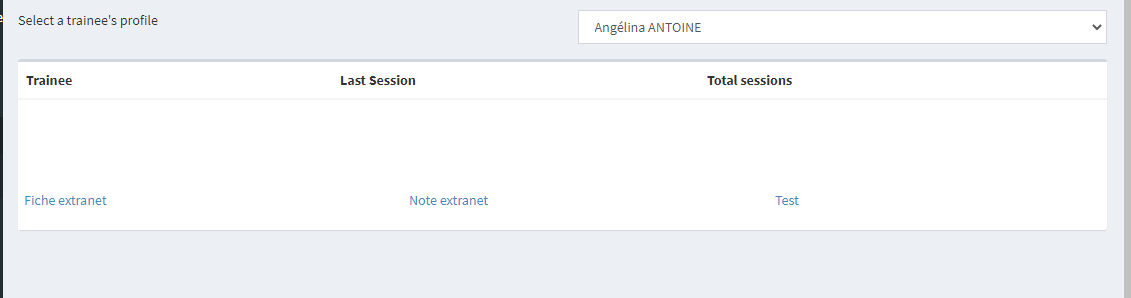 Select a trainee's profile
Angélina ANTOINE
Trainee Last Session Total sessions
Fiche extranet Note extranet Test